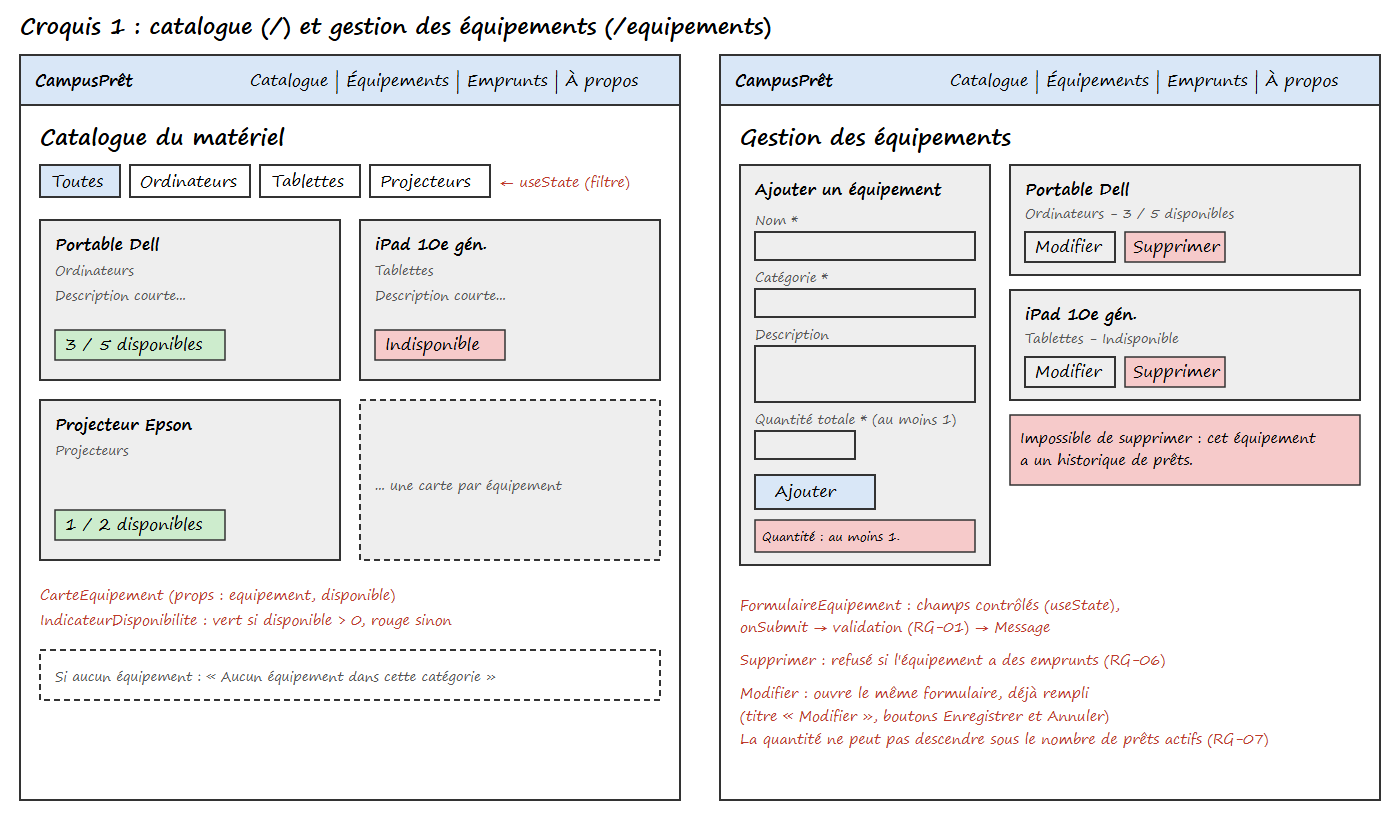 Croquis 1 : catalogue (/) et gestion des équipements (/equipements)
CampusPrêt
Catalogue | Équipements | Emprunts | À propos
Catalogue du matériel
Toutes
Ordinateurs
Tablettes
Projecteurs
← useState (filtre)
Portable Dell
Ordinateurs
Description courte...
3 / 5 disponibles
iPad 10e gén.
Tablettes
Description courte...
Indisponible
Projecteur Epson
Projecteurs
1 / 2 disponibles
... une carte par équipement
CarteEquipement (props : equipement, disponible)
IndicateurDisponibilite : vert si disponible > 0, rouge sinon
Si aucun équipement : « Aucun équipement dans cette catégorie »
CampusPrêt
Catalogue | Équipements | Emprunts | À propos
Gestion des équipements
Ajouter un équipement
Nom *
Catégorie *
Description
Quantité totale * (au moins 1)
Ajouter
Quantité : au moins 1.
Portable Dell
Ordinateurs - 3 / 5 disponibles
Modifier
Supprimer
iPad 10e gén.
Tablettes - Indisponible
Modifier
Supprimer
Impossible de supprimer : cet équipement
a un historique de prêts.
FormulaireEquipement : champs contrôlés (useState),
onSubmit → validation (RG-01) → Message
Supprimer : refusé si l'équipement a des emprunts (RG-06)
Modifier : ouvre le même formulaire, déjà rempli
(titre « Modifier », boutons Enregistrer et Annuler)
La quantité ne peut pas descendre sous le nombre de prêts actifs (RG-07)